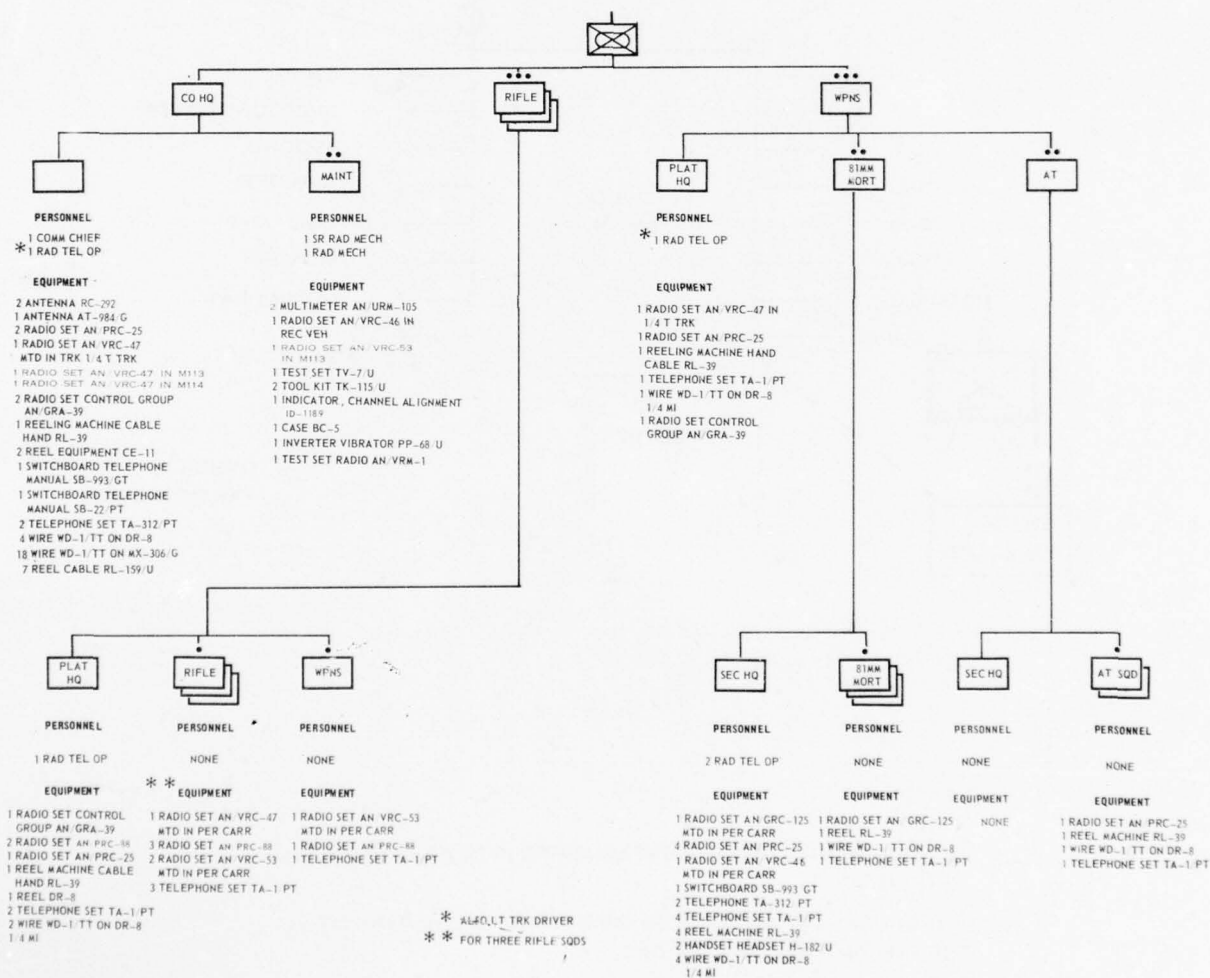 CO HQ
RIFLE
WPNS
MAINT
PLAT
HQ
81MM
MORT
AT
PERSONNEL
1 COMM CHIEF
* 1 RAD TEL OP
EQUIPMENT
2 ANTENNA RC-292
1 ANTENNA AT-984/G
2 RADIO SET AN/PRC-25
1 RADIO SET AN/VRC-47
MTD IN TRK 1/4 T TRK
1 RADIO SET AN/VRC-47 IN M113
1 RADIO SET AN/VRC-47 IN M114
2 RADIO SET CONTROL GROUP
AN/GRA-39
1 REELING MACHINE CABLE
HAND RL-39
2 REEL EQUIPMENT CE-11
1 SWITCHBOARD TELEPHONE
MANUAL SB-993/GT
1 SWITCHBOARD TELEPHONE
MANUAL SB-22/PT
2 TELEPHONE SET TA-312/PT
4 WIRE WD-1/TT ON DR-8
18 WIRE WD-1/TT ON MX-306/G
7 REEL CABLE RL-159/U
PERSONNEL
1 SR RAD MECH
1 RAD MECH
EQUIPMENT
2 MULTIMETER AN/URM-105
1 RADIO SET AN/VRC-46 IN
REC VEH
1 RADIO SET AN/VRC-53
IN M113
1 TEST SET TV-7/U
2 TOOL KIT TK-115/U
1 INDICATOR, CHANNEL ALIGNMENT
ID-1189
1 CASE BC-5
1 INVERTER VIBRATOR PP-68/U
1 TEST SET RADIO AN/VRM-1
PERSONNEL
* 1 RAD TEL OP
EQUIPMENT
1 RADIO SET AN/VRC-47 IN
1/4 T TRK
1 RADIO SET AN/PRC-25
1 REELING MACHINE HAND
CABLE RL-39
1 TELEPHONE SET TA-1/PT
1 WIRE WD-1/TT ON DR-8
1/4 MI
1 RADIO SET CONTROL
GROUP AN/GRA-39
PLAT
HQ
RIFLE
WPNS
SEC HQ
81MM
MORT
SEC HQ
AT SQD
PERSONNEL
1 RAD TEL OP
EQUIPMENT
1 RADIO SET CONTROL
GROUP AN/GRA-39
2 RADIO SET AN PRC-88
1 RADIO SET AN PRC-25
1 REEL MACHINE CABLE
HAND RL-39
1 REEL DR-8
2 TELEPHONE SET TA-1/PT
2 WIRE WD-1/TT ON DR-8
1/4 MI
PERSONNEL
NONE
* * EQUIPMENT
1 RADIO SET AN VRC-47
MTD IN PER CARR
3 RADIO SET AN PRC-88
2 RADIO SET AN VRC-53
MTD IN PER CARR
3 TELEPHONE SET TA-1 PT
PERSONNEL
NONE
EQUIPMENT
1 RADIO SET AN VRC-53
MTD IN PER CARR
1 RADIO SET AN PRC-88
1 TELEPHONE SET TA-1 PT
PERSONNEL
2 RAD TEL OP
EQUIPMENT
1 RADIO SET AN GRC-125
MTD IN PER CARR
4 RADIO SET AN PRC-25
1 RADIO SET AN VRC-46
MTD IN PER CARR
1 SWITCHBOARD SB-993 GT
2 TELEPHONE TA-312/PT
4 TELEPHONE SET TA-1/PT
4 REEL MACHINE RL-39
2 HANDSET HEADSET H-182/U
4 WIRE WD-1/TT ON DR-8
1/4 MI
PERSONNEL
NONE
EQUIPMENT
1 RADIO SET AN GRC-125
1 REEL RL-39
1 WIRE WD-1 TT ON DR-8
1 TELEPHONE SET TA-1 PT
PERSONNEL
NONE
EQUIPMENT
NONE
PERSONNEL
NONE
EQUIPMENT
1 RADIO SET AN PRC-25
1 REEL MACHINE RL-39
1 WIRE WD-1 TT ON DR-8
1 TELEPHONE SET TA-1 PT
* ALSO LT TRK DRIVER
* * FOR THREE RIFLE SQDS